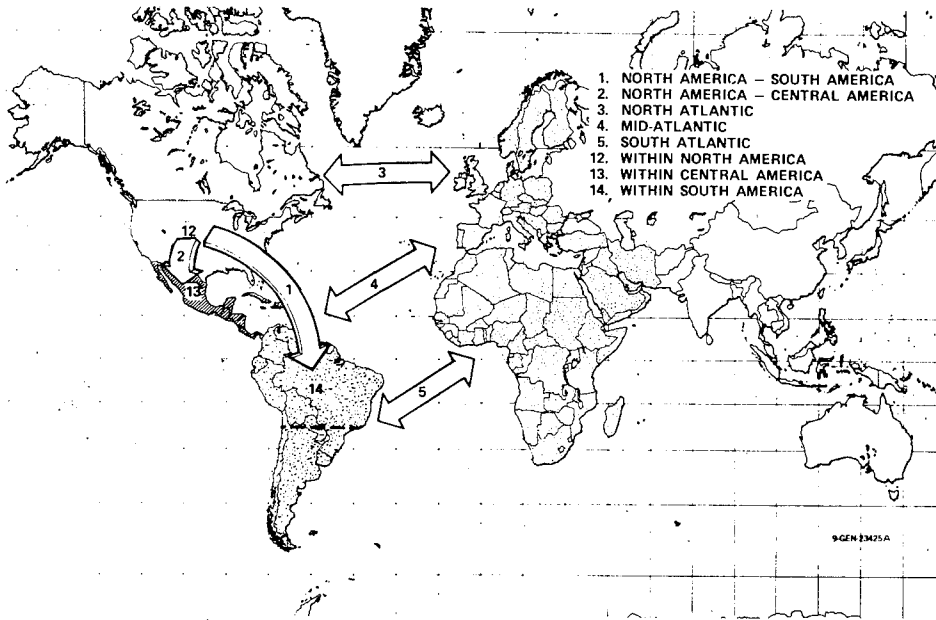 1. NORTH AMERICA – SOUTH AMERICA
2. NORTH AMERICA – CENTRAL AMERICA
3. NORTH ATLANTIC
4. MID-ATLANTIC
5. SOUTH ATLANTIC
12. WITHIN NORTH AMERICA
13. WITHIN CENTRAL AMERICA
14. WITHIN SOUTH AMERICA
3
12
2
13
1
4
14
5
9-GEN-23425A